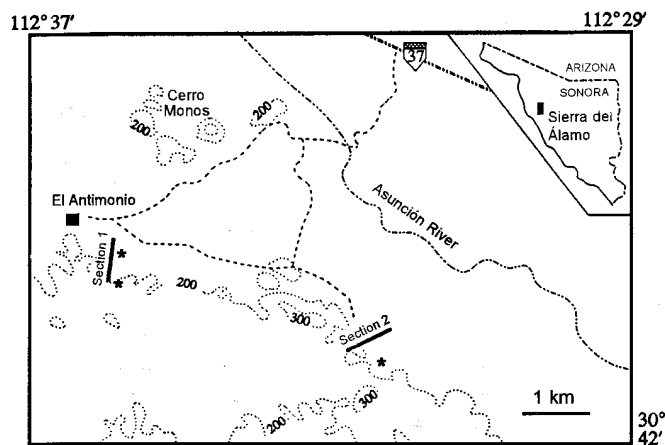 112° 37'
112° 29'
37
ARIZONA
SONORA
Sierra del
Álamo
Cerro
Monos
200
200
El Antimonio
Asunción River
Section 1
*
*
200
300
Section 2
*
300
200
1 km
30°
42'